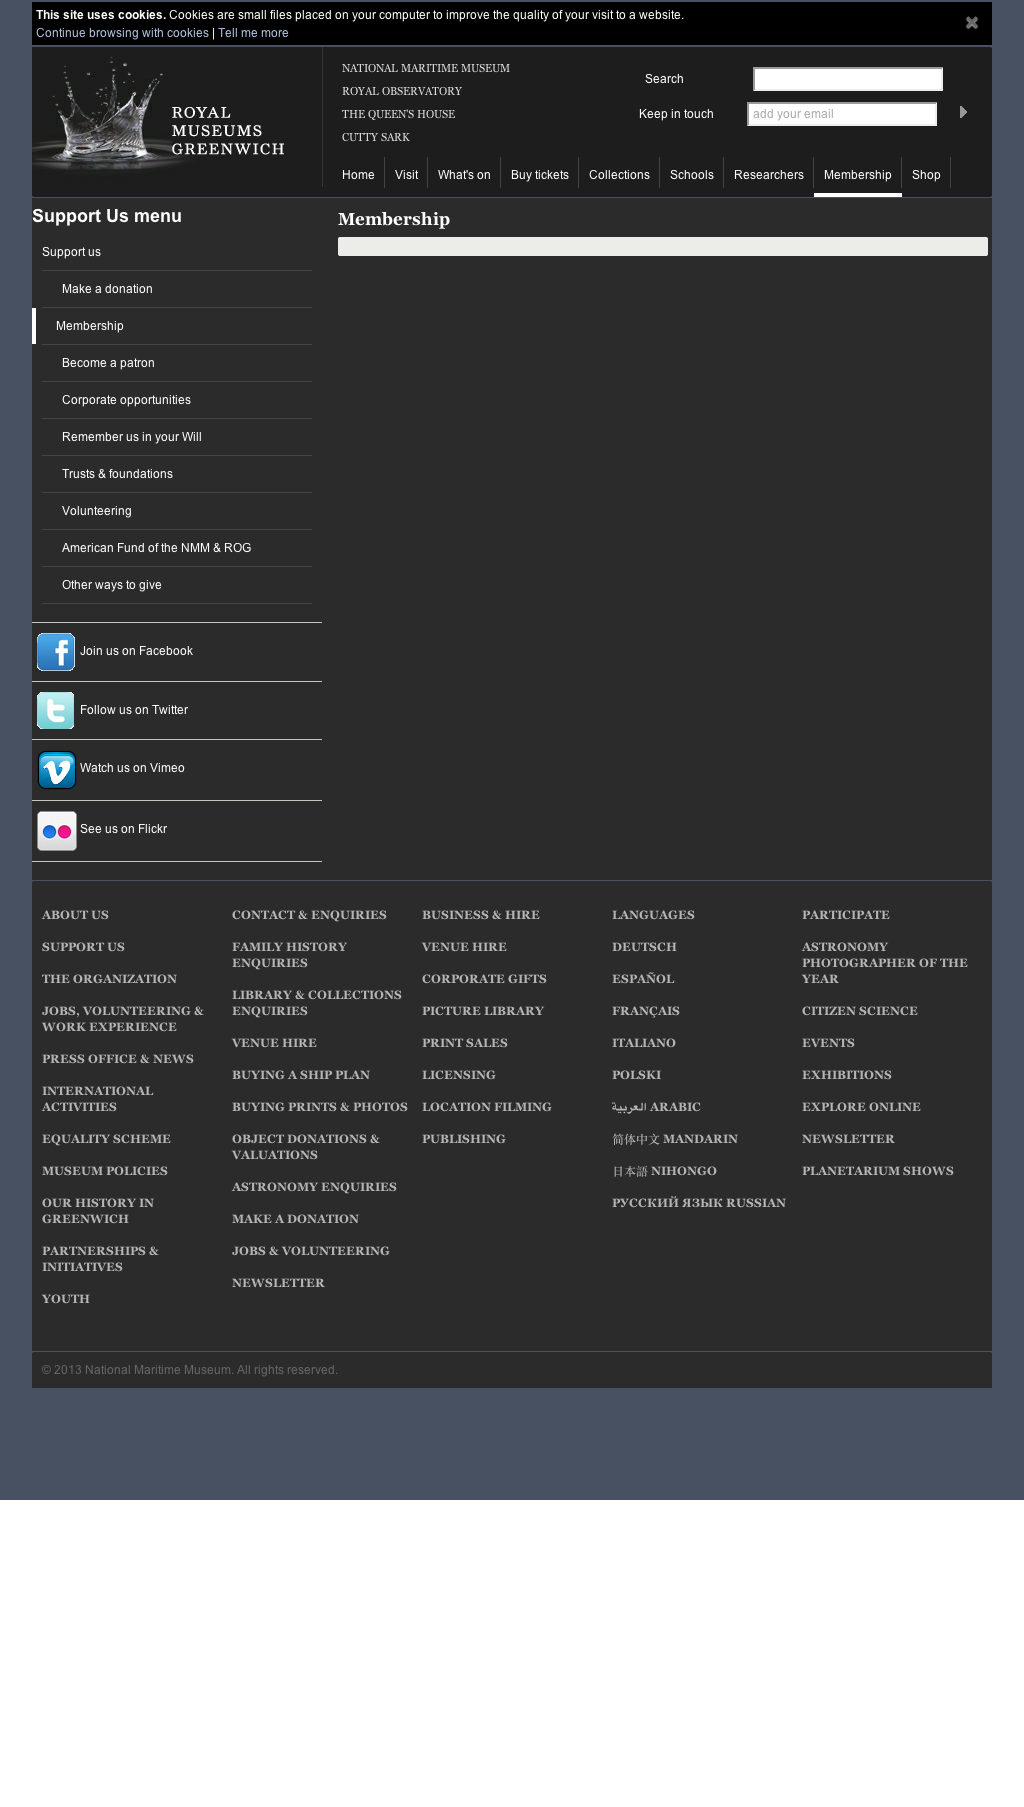 This site uses cookies. Cookies are small files placed on your computer to improve the quality of your visit to a website.
Continue browsing with cookies | Tell me more
ROYAL
MUSEUMS
GREENWICH
NATIONAL MARITIME MUSEUM
ROYAL OBSERVATORY
THE QUEEN'S HOUSE
CUTTY SARK
Search
Keep in touch
add your email
Home Visit What's on Buy tickets Collections Schools Researchers Membership Shop
Support Us menu
Support us
Make a donation
Membership
Become a patron
Corporate opportunities
Remember us in your Will
Trusts & foundations
Volunteering
American Fund of the NMM & ROG
Other ways to give
Join us on Facebook
Follow us on Twitter
Watch us on Vimeo
See us on Flickr
Membership
ABOUT US
SUPPORT US
THE ORGANIZATION
JOBS, VOLUNTEERING &
WORK EXPERIENCE
PRESS OFFICE & NEWS
INTERNATIONAL
ACTIVITIES
EQUALITY SCHEME
MUSEUM POLICIES
OUR HISTORY IN
GREENWICH
PARTNERSHIPS &
INITIATIVES
YOUTH
CONTACT & ENQUIRIES
FAMILY HISTORY
ENQUIRIES
LIBRARY & COLLECTIONS
ENQUIRIES
VENUE HIRE
BUYING A SHIP PLAN
BUYING PRINTS & PHOTOS
OBJECT DONATIONS &
VALUATIONS
ASTRONOMY ENQUIRIES
MAKE A DONATION
JOBS & VOLUNTEERING
NEWSLETTER
BUSINESS & HIRE
VENUE HIRE
CORPORATE GIFTS
PICTURE LIBRARY
PRINT SALES
LICENSING
LOCATION FILMING
PUBLISHING
LANGUAGES
DEUTSCH
ESPAÑOL
FRANÇAIS
ITALIANO
POLSKI
العربية ARABIC
简体中文 MANDARIN
日本語 NIHONGO
РУССКИЙ ЯЗЫК RUSSIAN
PARTICIPATE
ASTRONOMY
PHOTOGRAPHER OF THE
YEAR
CITIZEN SCIENCE
EVENTS
EXHIBITIONS
EXPLORE ONLINE
NEWSLETTER
PLANETARIUM SHOWS
© 2013 National Maritime Museum. All rights reserved.